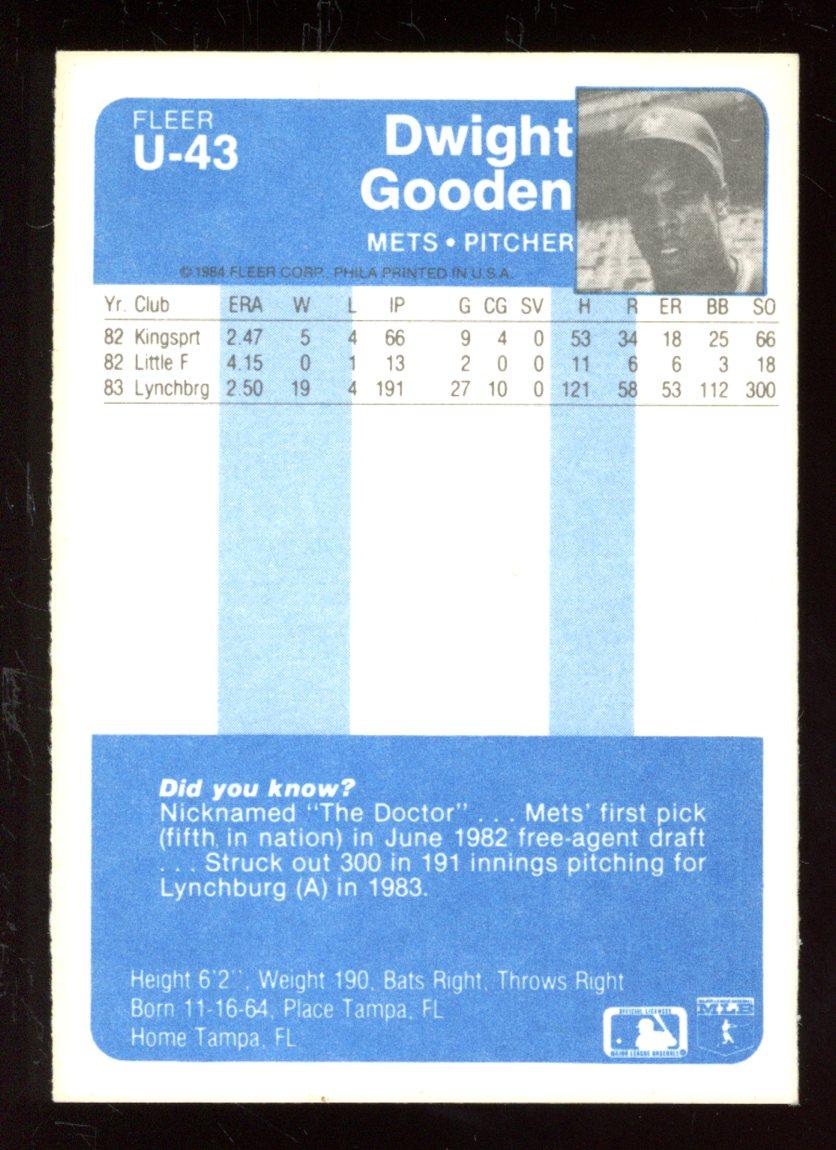 FLEER
U-43
Dwight
Gooden
METS • PITCHER
© 1984 FLEER CORP. PHILA PRINTED IN U.S.A.
Yr. Club ERA W L IP G CG SV H R ER BB SO
82 Kingsprt 2.47 5 4 66 9 4 0 53 34 18 25 66
82 Little F 4.15 0 1 13 2 0 0 11 6 6 3 18
83 Lynchbrg 2.50 19 4 191 27 10 0 121 58 53 112 300
Did you know?
Nicknamed "The Doctor" . . . Mets' first pick
(fifth in nation) in June 1982 free-agent draft
. . . Struck out 300 in 191 innings pitching for
Lynchburg (A) in 1983.
Height 6'2", Weight 190, Bats Right, Throws Right
Born 11-16-64, Place Tampa, FL
Home Tampa, FL
OFFICIAL LICENSEE
MAJOR LEAGUE BASEBALL
MLB